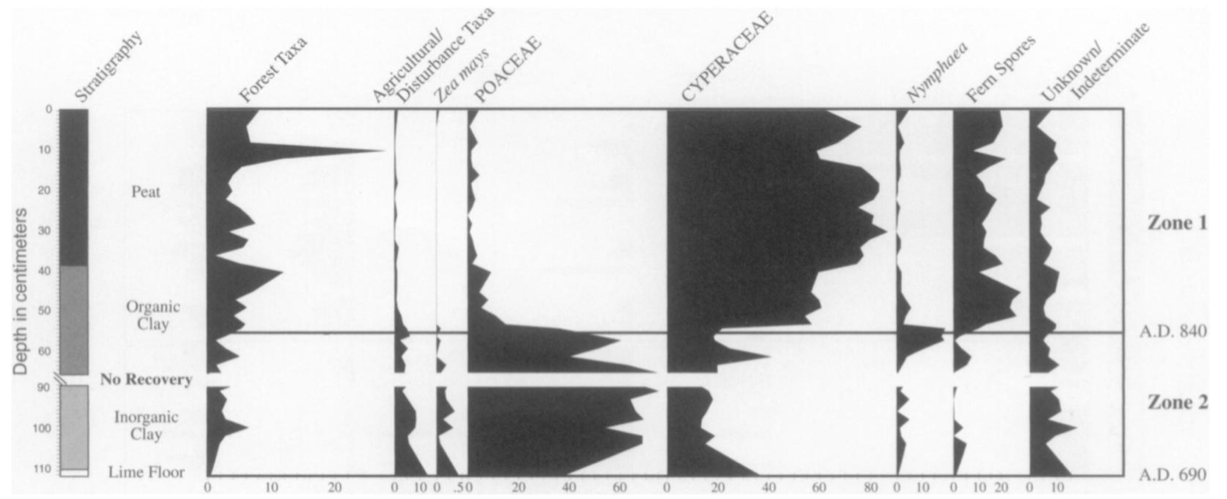 Stratigraphy
Forest Taxa
Agricultural/
Disturbance Taxa
Zea mays
POACEAE
CYPERACEAE
Nymphaea
Fern Spores
Unknown/
Indeterminate
Depth in centimeters
0
10
20
30
40
50
60
90
100
110
Peat
Organic
Clay
No Recovery
Inorganic
Clay
Lime Floor
Zone 1
A.D. 840
Zone 2
A.D. 690
0 10 20 0 10 0 .5 0 20 40 60 0 20 40 60 80 0 10 0 10 20 0 10